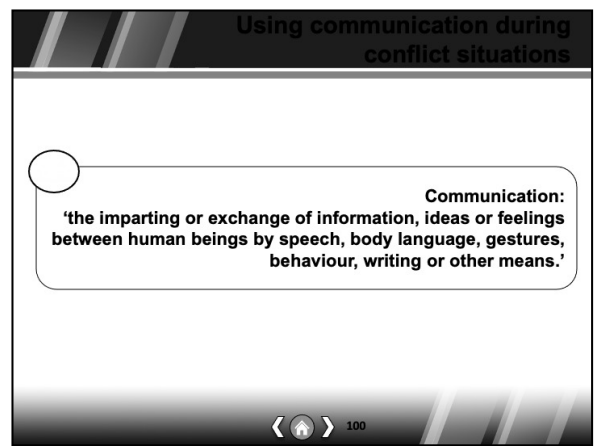 Using communication during
conflict situations
Communication:
‘the imparting or exchange of information, ideas or feelings
between human beings by speech, body language, gestures,
behaviour, writing or other means.’
100